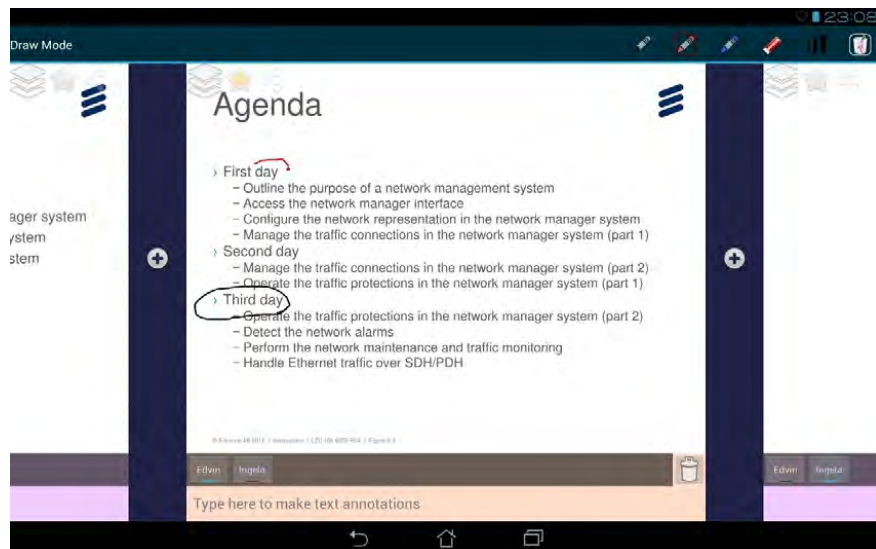 23:08
Draw Mode
Agenda
ager system
ystem
stem
› First day
– Outline the purpose of a network management system
– Access the network manager interface
– Configure the network representation in the network manager system
– Manage the traffic connections in the network manager system (part 1)
› Second day
– Manage the traffic connections in the network manager system (part 2)
– Operate the traffic protections in the network manager system (part 1)
› Third day
– Operate the traffic protections in the network manager system (part 2)
– Detect the network alarms
– Perform the network maintenance and traffic monitoring
– Handle Ethernet traffic over SDH/PDH
Edvin Ingela
Edvin Ingela
Type here to make text annotations